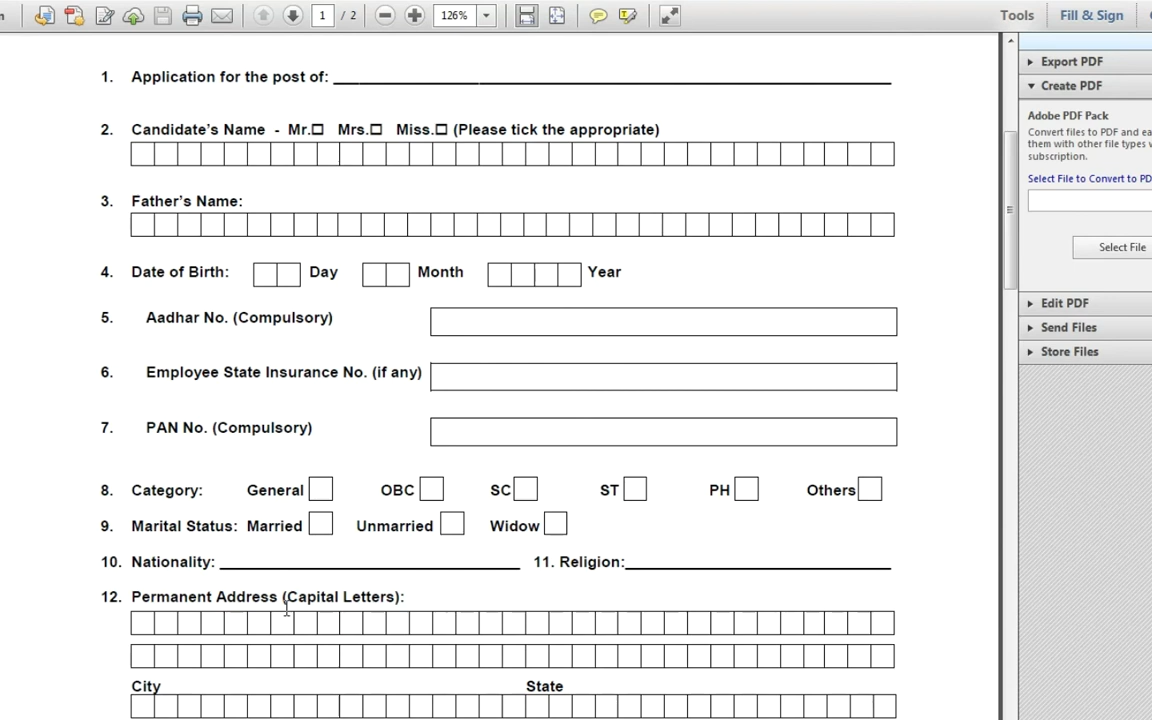 1 / 2 126% Tools Fill & Sign
1. Application for the post of:
2. Candidate's Name - Mr. Mrs. Miss. (Please tick the appropriate)
3. Father's Name:
4. Date of Birth: Day Month Year
5. Aadhar No. (Compulsory)
6. Employee State Insurance No. (if any)
7. PAN No. (Compulsory)
8. Category: General OBC SC ST PH Others
9. Marital Status: Married Unmarried Widow
10. Nationality: 11. Religion:
12. Permanent Address (Capital Letters):
City State
Export PDF
Create PDF
Adobe PDF Pack
Convert files to PDF and ea
them with other file types w
subscription.
Select File to Convert to PD
Select File
Edit PDF
Send Files
Store Files